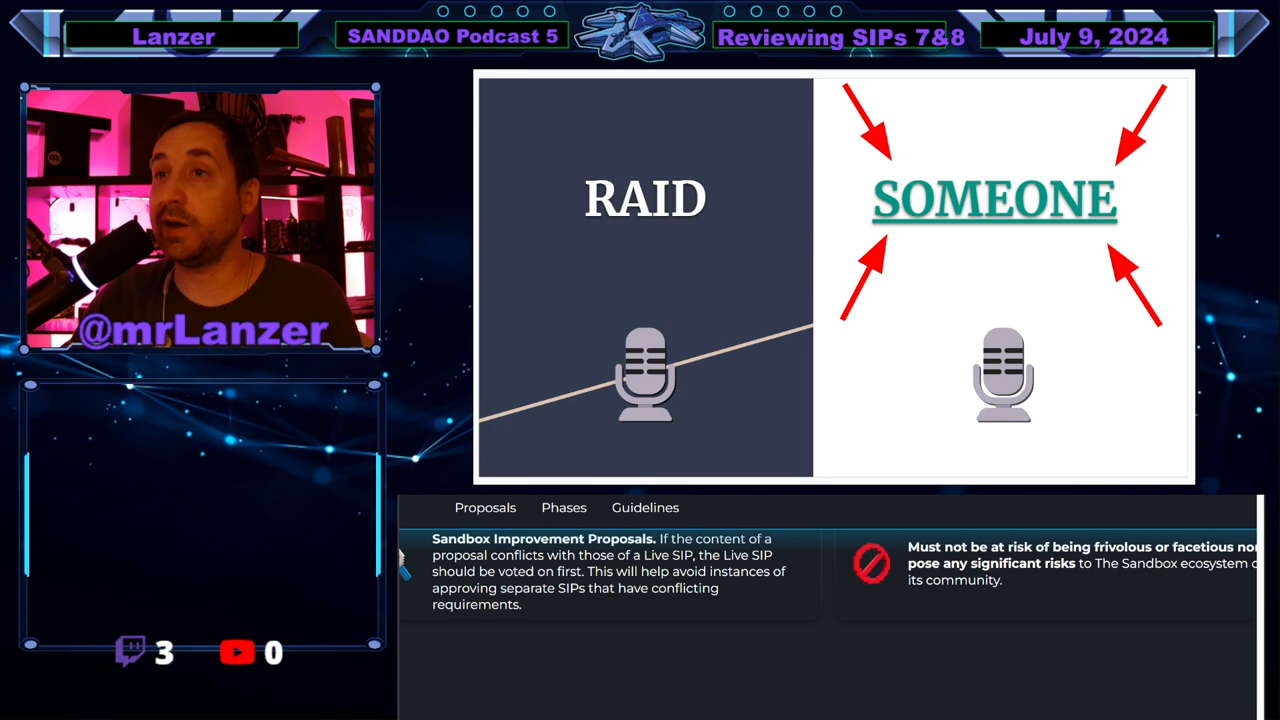 Lanzer
SANDDAO Podcast 5
Reviewing SIPs 7&8
July 9, 2024
@mrLanzer
RAID
SOMEONE
Proposals Phases Guidelines
Sandbox Improvement Proposals. If the content of a
proposal conflicts with those of a Live SIP, the Live SIP
should be voted on first. This will help avoid instances of
approving separate SIPs that have conflicting
requirements.
Must not be at risk of being frivolous or facetious
pose any significant risks to The Sandbox ecosystem
its community.
3
0